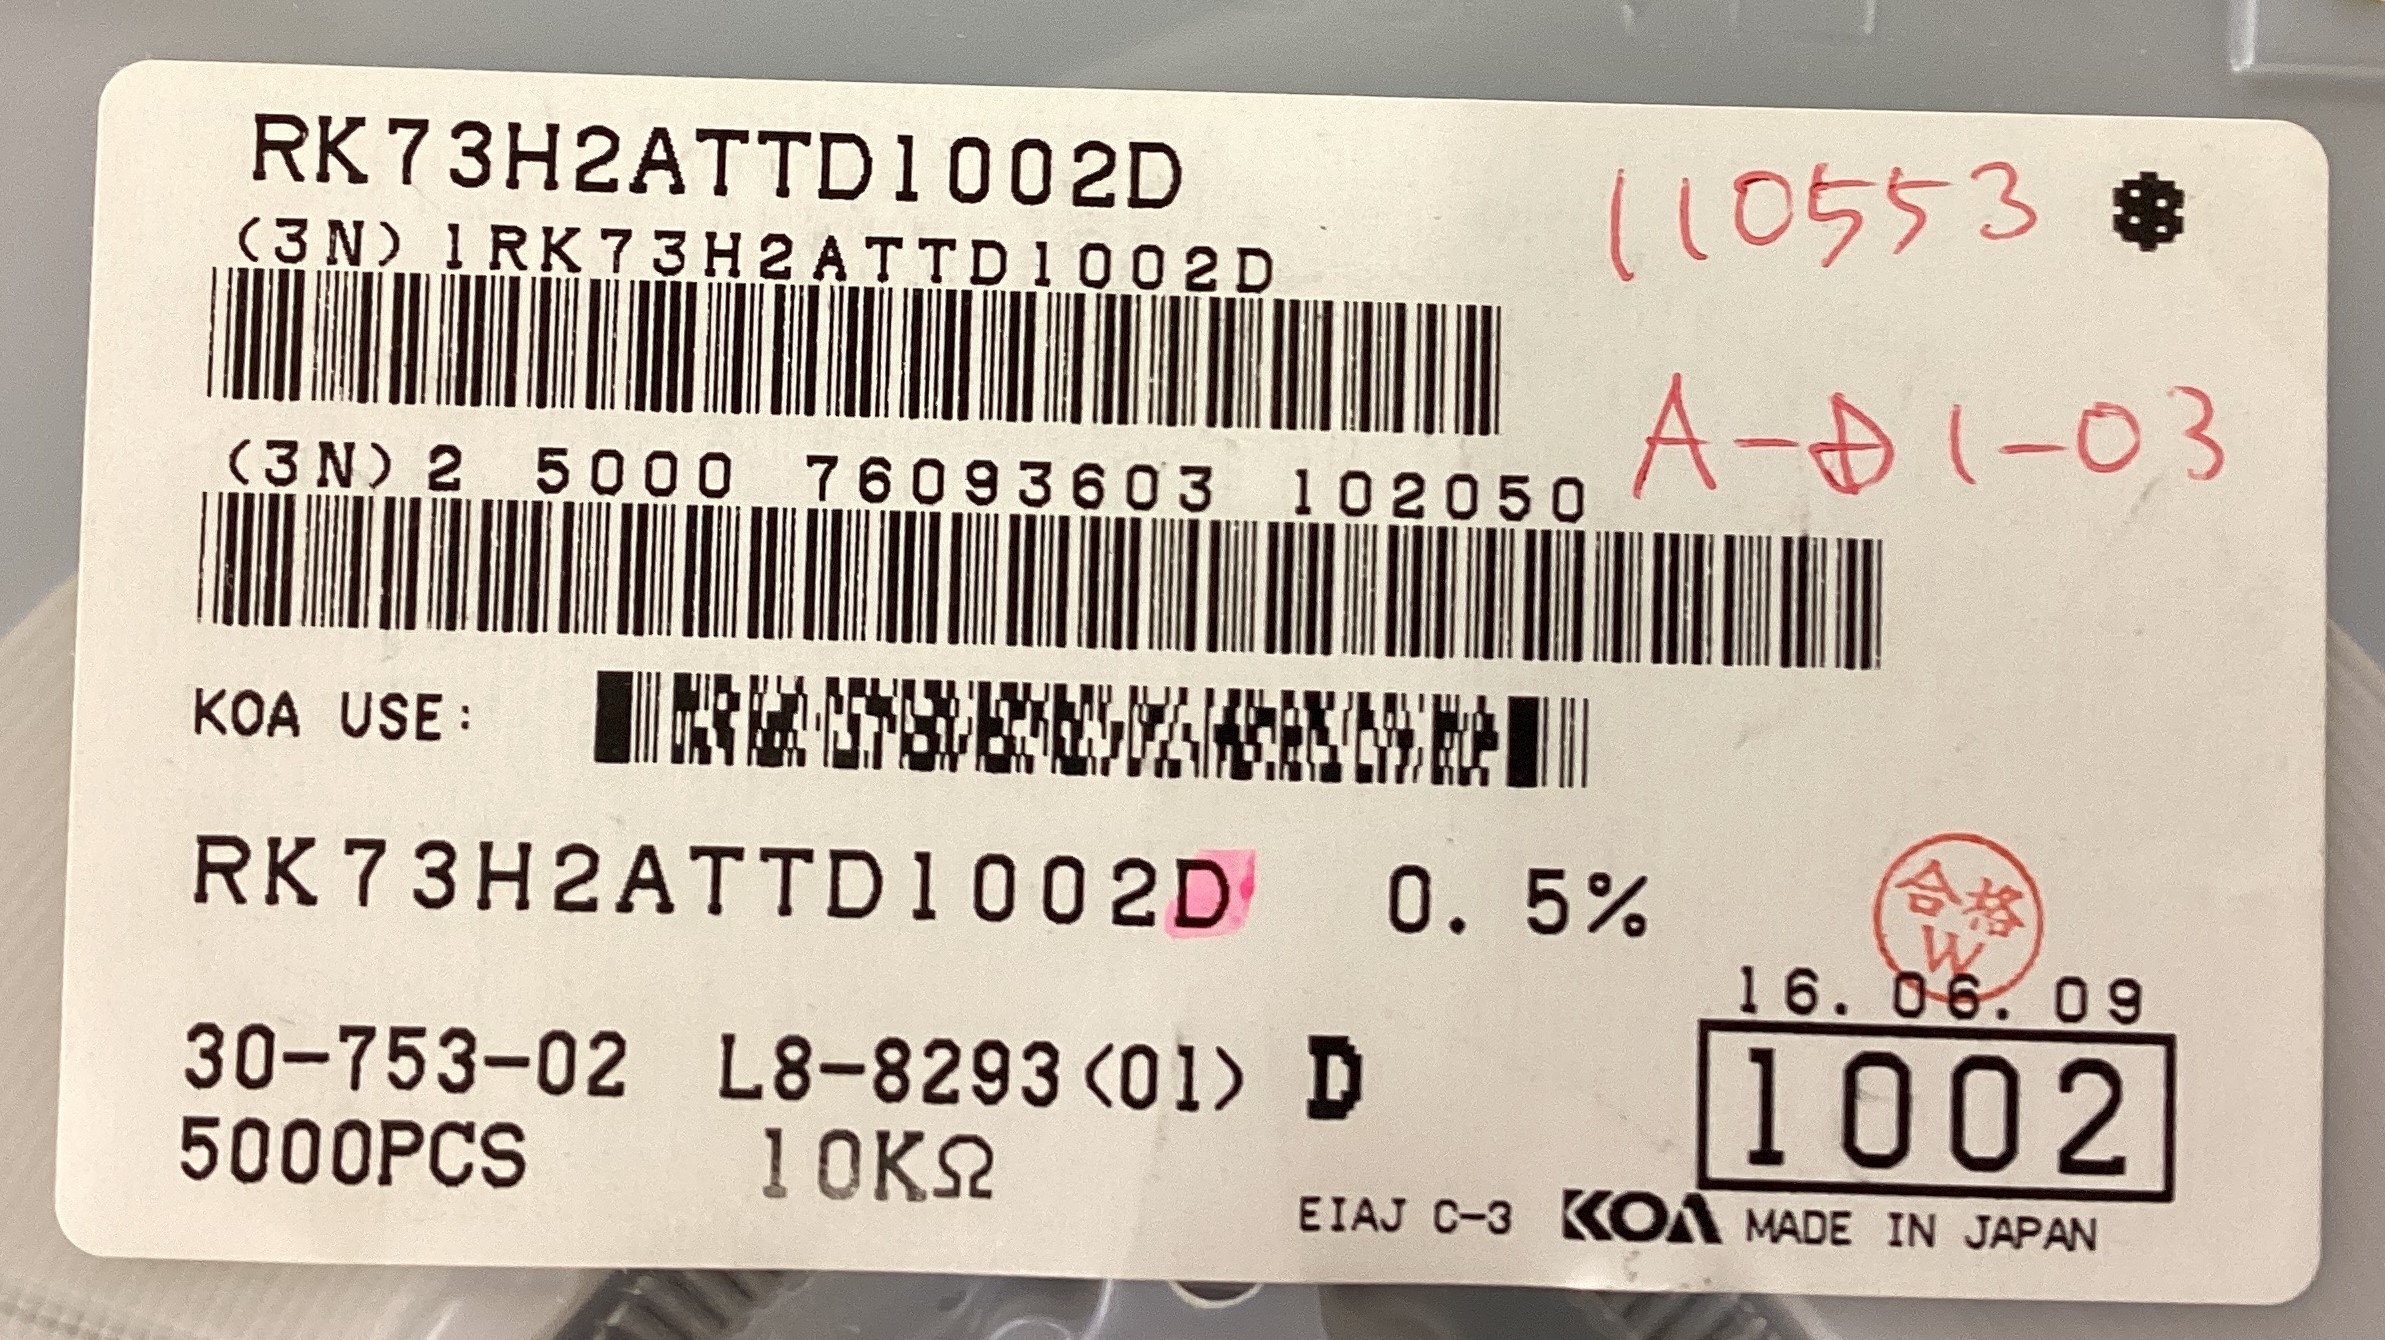 RK73H2ATTD1002D
110553
(3N)1RK73H2ATTD1002D
A-D1-03
(3N)2 5000 76093603 102050
KOA USE:
RK73H2ATTD1002D 0.5%
合格
W
16.06.09
30-753-02 L8-8293(01) D
1002
5000PCS 10KΩ
EIAJ C-3 KOA MADE IN JAPAN